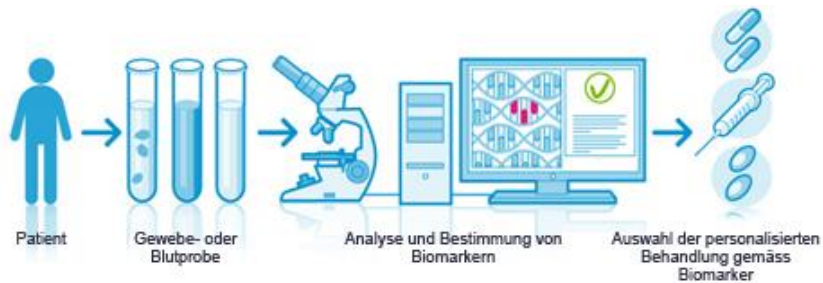 Patient
Gewebe- oder
Blutprobe
Analyse und Bestimmung von
Biomarkern
Auswahl der personalisierten
Behandlung gemäss
Biomarker